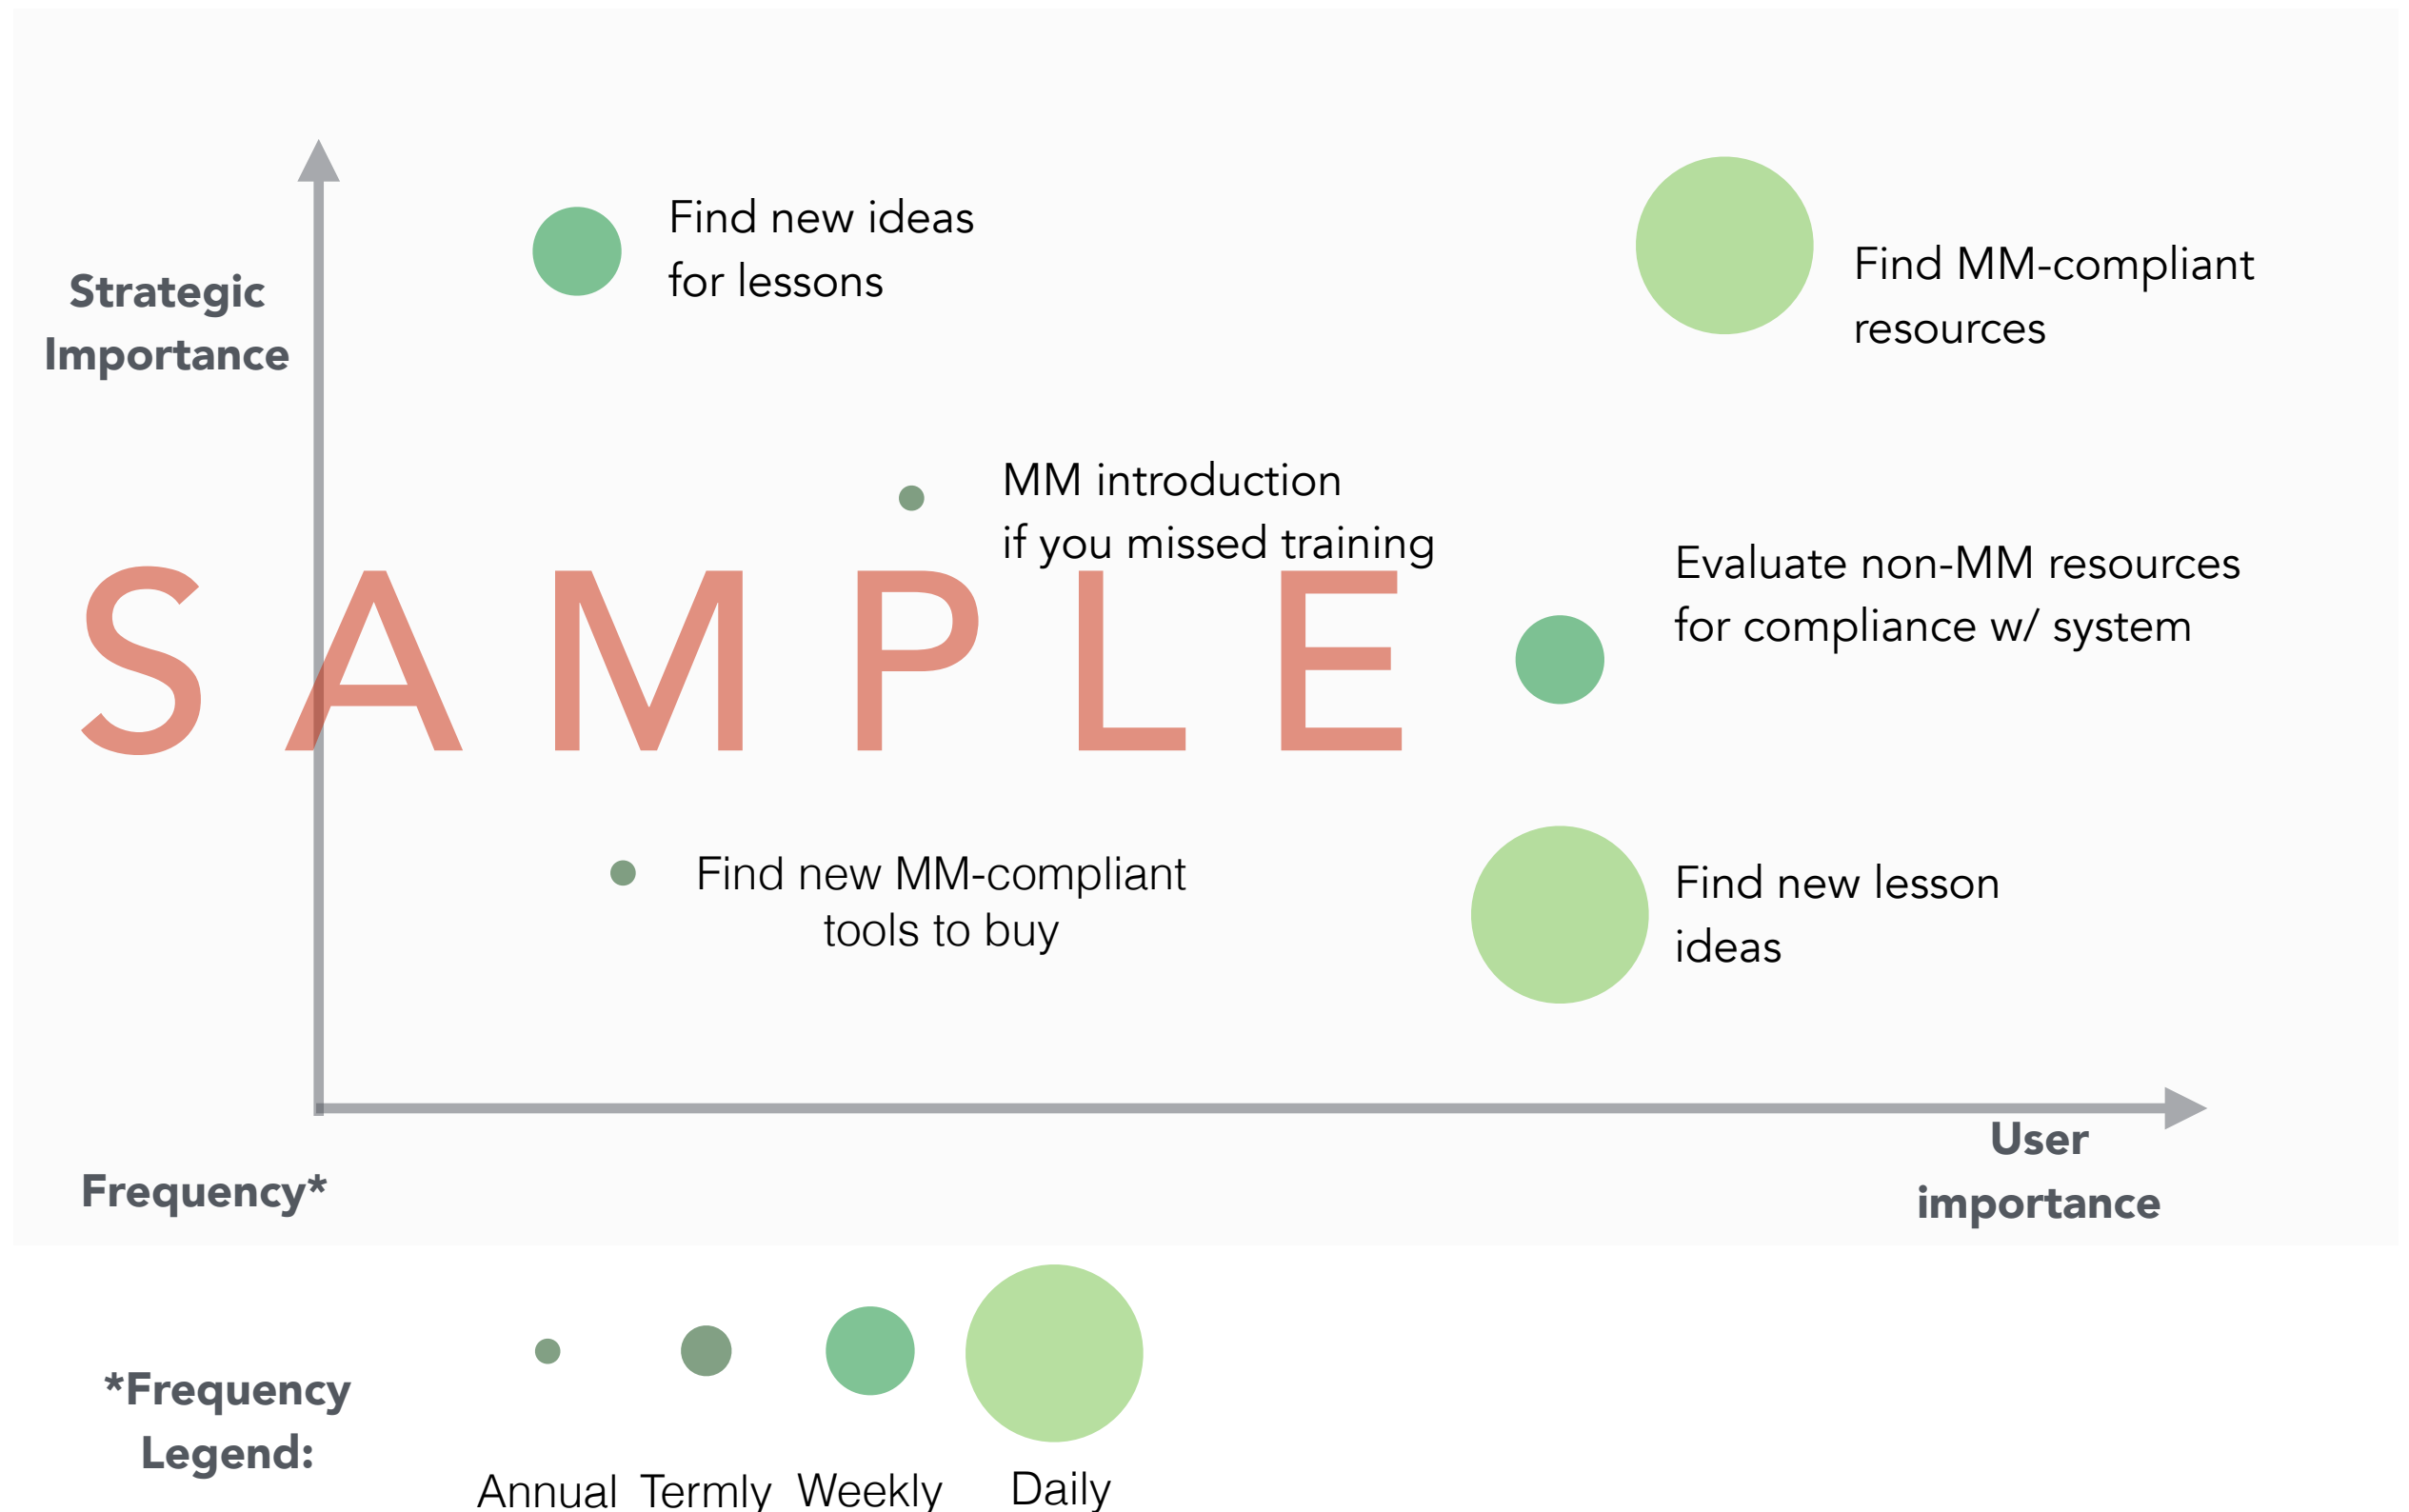 Find new ideas
for lessons
Find MM-compliant
resources
Strategic
Importance
MM introduction
if you missed training
Evaluate non-MM resources
for compliance w/ system
SAMPLE
Find new MM-compliant
tools to buy
Find new lesson
ideas
User
importance
Frequency*
*Frequency
Legend:
Annual Termly Weekly Daily